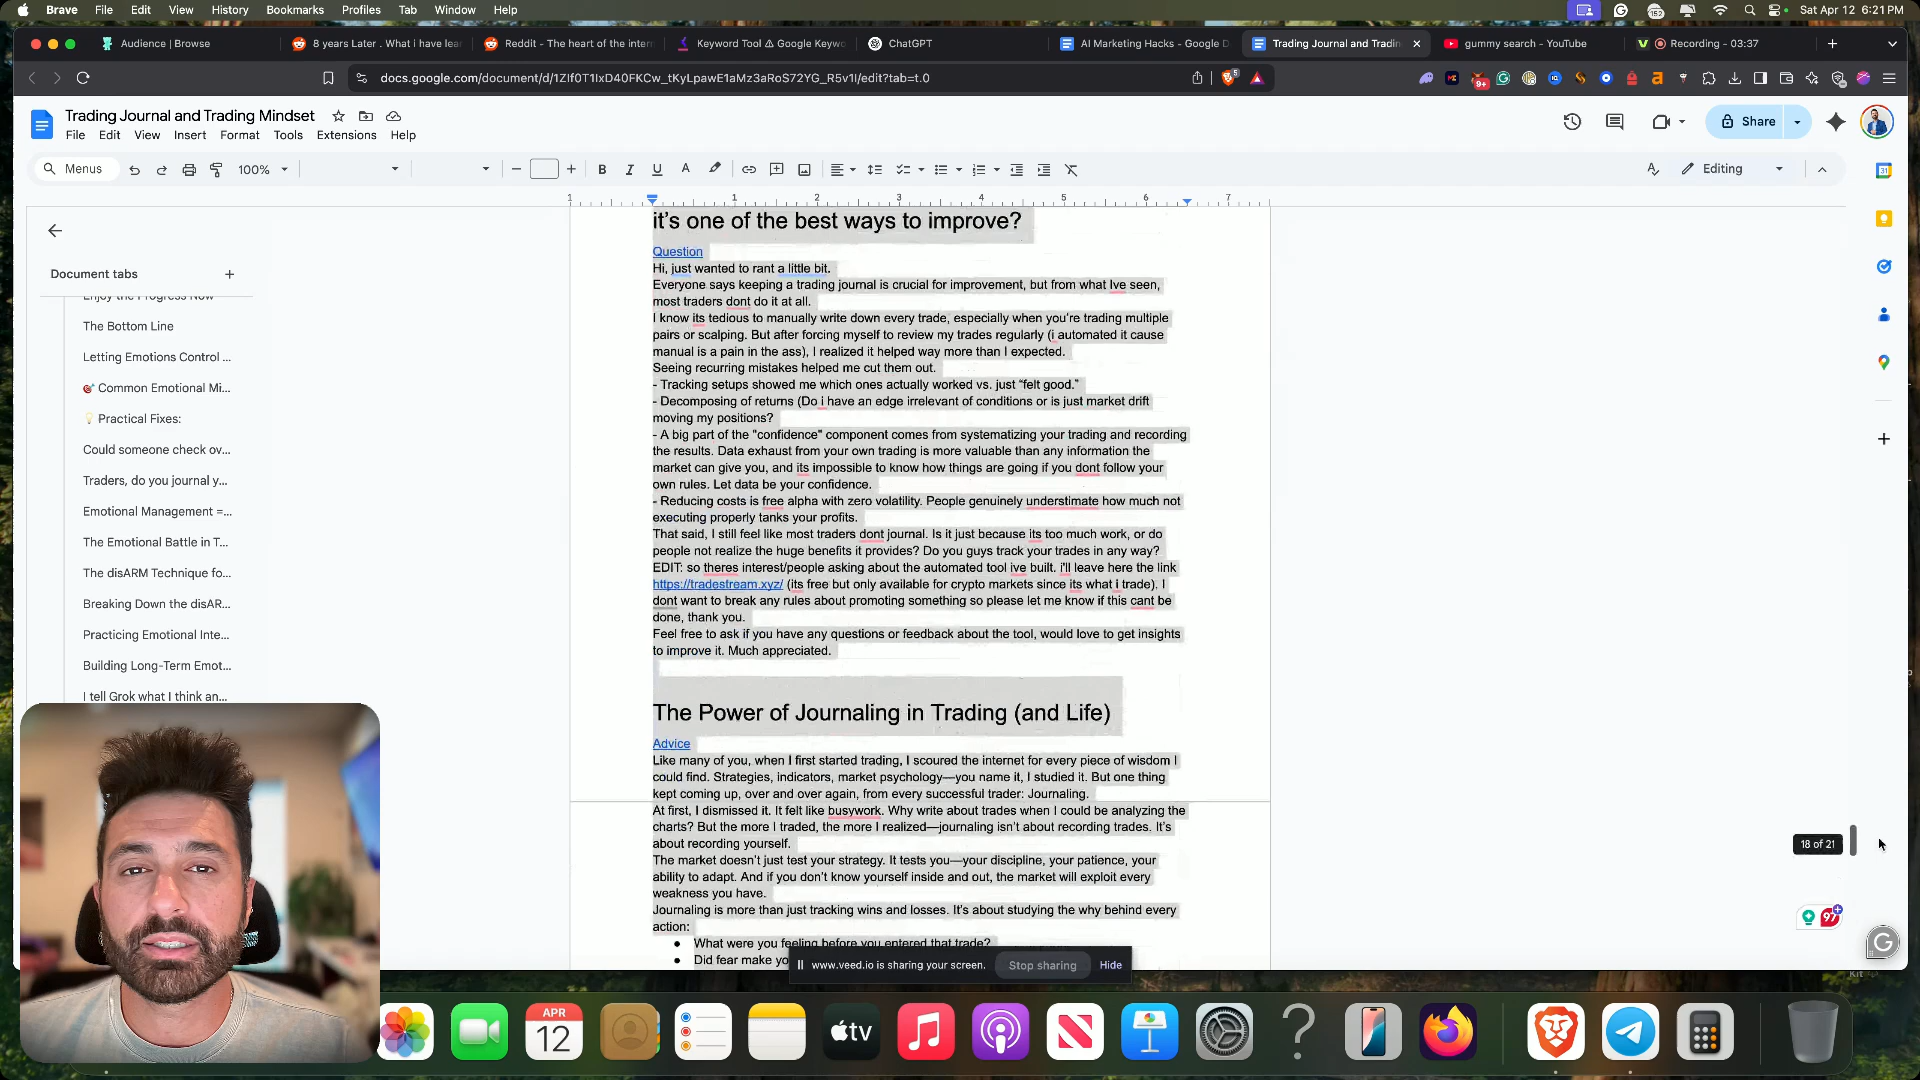 Brave File Edit View History Bookmarks Profiles Tab Window Help
152
Sat Apr 12 6:21 PM
Audience | Browse
8 years Later . What i have lear
Reddit - The heart of the intern
Keyword Tool ⚠ Google Keywo
ChatGPT
AI Marketing Hacks - Google D
Trading Journal and Tradin
gummy search - YouTube
Recording - 03:37
docs.google.com/document/d/1ZIf0T1IxD40FKCw_tKyLpawE1aMz3aRoS72YG_R5v1I/edit?tab=t.0
5
9+
Trading Journal and Trading Mindset
File Edit View Insert Format Tools Extensions Help
Share
Menus
100%
Editing
31
1 1 2 3 4 5 6 7
Document tabs
Enjoy the Progress Now
The Bottom Line
Letting Emotions Control ...
🎯 Common Emotional Mi...
💡 Practical Fixes:
Could someone check ov...
Traders, do you journal y...
Emotional Management =...
The Emotional Battle in T...
The disARM Technique fo...
Breaking Down the disAR...
Practicing Emotional Inte...
Building Long-Term Emot...
I tell Grok what I think an...
it’s one of the best ways to improve?
Question
Hi, just wanted to rant a little bit.
Everyone says keeping a trading journal is crucial for improvement, but from what Ive seen,
most traders dont do it at all.
I know its tedious to manually write down every trade, especially when you’re trading multiple
pairs or scalping. But after forcing myself to review my trades regularly (i automated it cause
manual is a pain in the ass), I realized it helped way more than I expected.
Seeing recurring mistakes helped me cut them out.
- Tracking setups showed me which ones actually worked vs. just “felt good.”
- Decomposing of returns (Do i have an edge irrelevant of conditions or is just market drift
moving my positions?
- A big part of the "confidence" component comes from systematizing your trading and recording
the results. Data exhaust from your own trading is more valuable than any information the
market can give you, and its impossible to know how things are going if you dont follow your
own rules. Let data be your confidence.
- Reducing costs is free alpha with zero volatility. People genuinely understimate how much not
executing properly tanks your profits.
That said, I still feel like most traders dont journal. Is it just because its too much work, or do
people not realize the huge benefits it provides? Do you guys track your trades in any way?
EDIT: so theres interest/people asking about the automated tool ive built. i'll leave here the link
https://tradestream.xyz/ (its free but only available for crypto markets since its what i trade). I
dont want to break any rules about promoting something so please let me know if this cant be
done, thank you.
Feel free to ask if you have any questions or feedback about the tool, would love to get insights
to improve it. Much appreciated.
The Power of Journaling in Trading (and Life)
Advice
Like many of you, when I first started trading, I scoured the internet for every piece of wisdom I
could find. Strategies, indicators, market psychology—you name it, I studied it. But one thing
kept coming up, over and over again, from every successful trader: Journaling.
At first, I dismissed it. It felt like busywork. Why write about trades when I could be analyzing the
charts? But the more I traded, the more I realized—journaling isn’t about recording trades. It’s
about recording yourself.
The market doesn’t just test your strategy. It tests you—your discipline, your patience, your
ability to adapt. And if you don’t know yourself inside and out, the market will exploit every
weakness you have.
Journaling is more than just tracking wins and losses. It’s about studying the why behind every
action:
● What were you feeling before you entered that trade?
● Did fear make yo
18 of 21
97
www.veed.io is sharing your screen. Stop sharing Hide
Kit
APR
12
tv